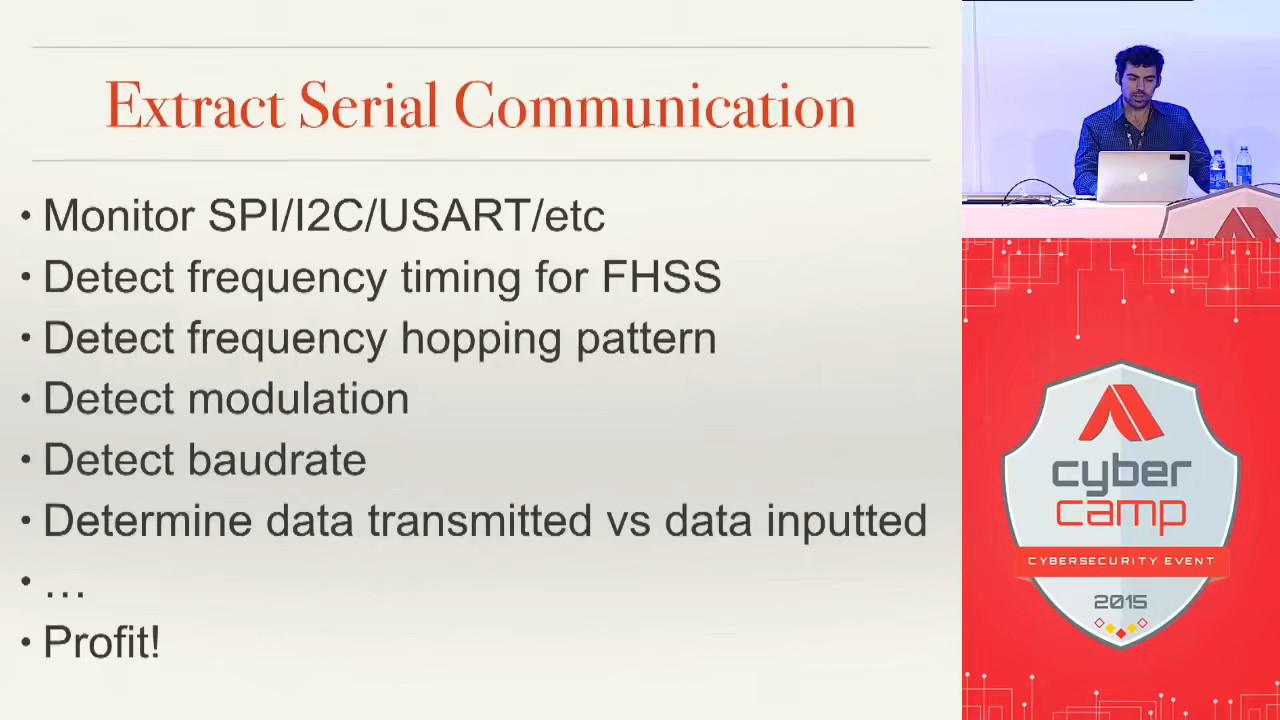 Extract Serial Communication
• Monitor SPI/I2C/USART/etc
• Detect frequency timing for FHSS
• Detect frequency hopping pattern
• Detect modulation
• Detect baudrate
• Determine data transmitted vs data inputted
• …
• Profit!
cyber
camp
CYBERSECURITY EVENT
2015